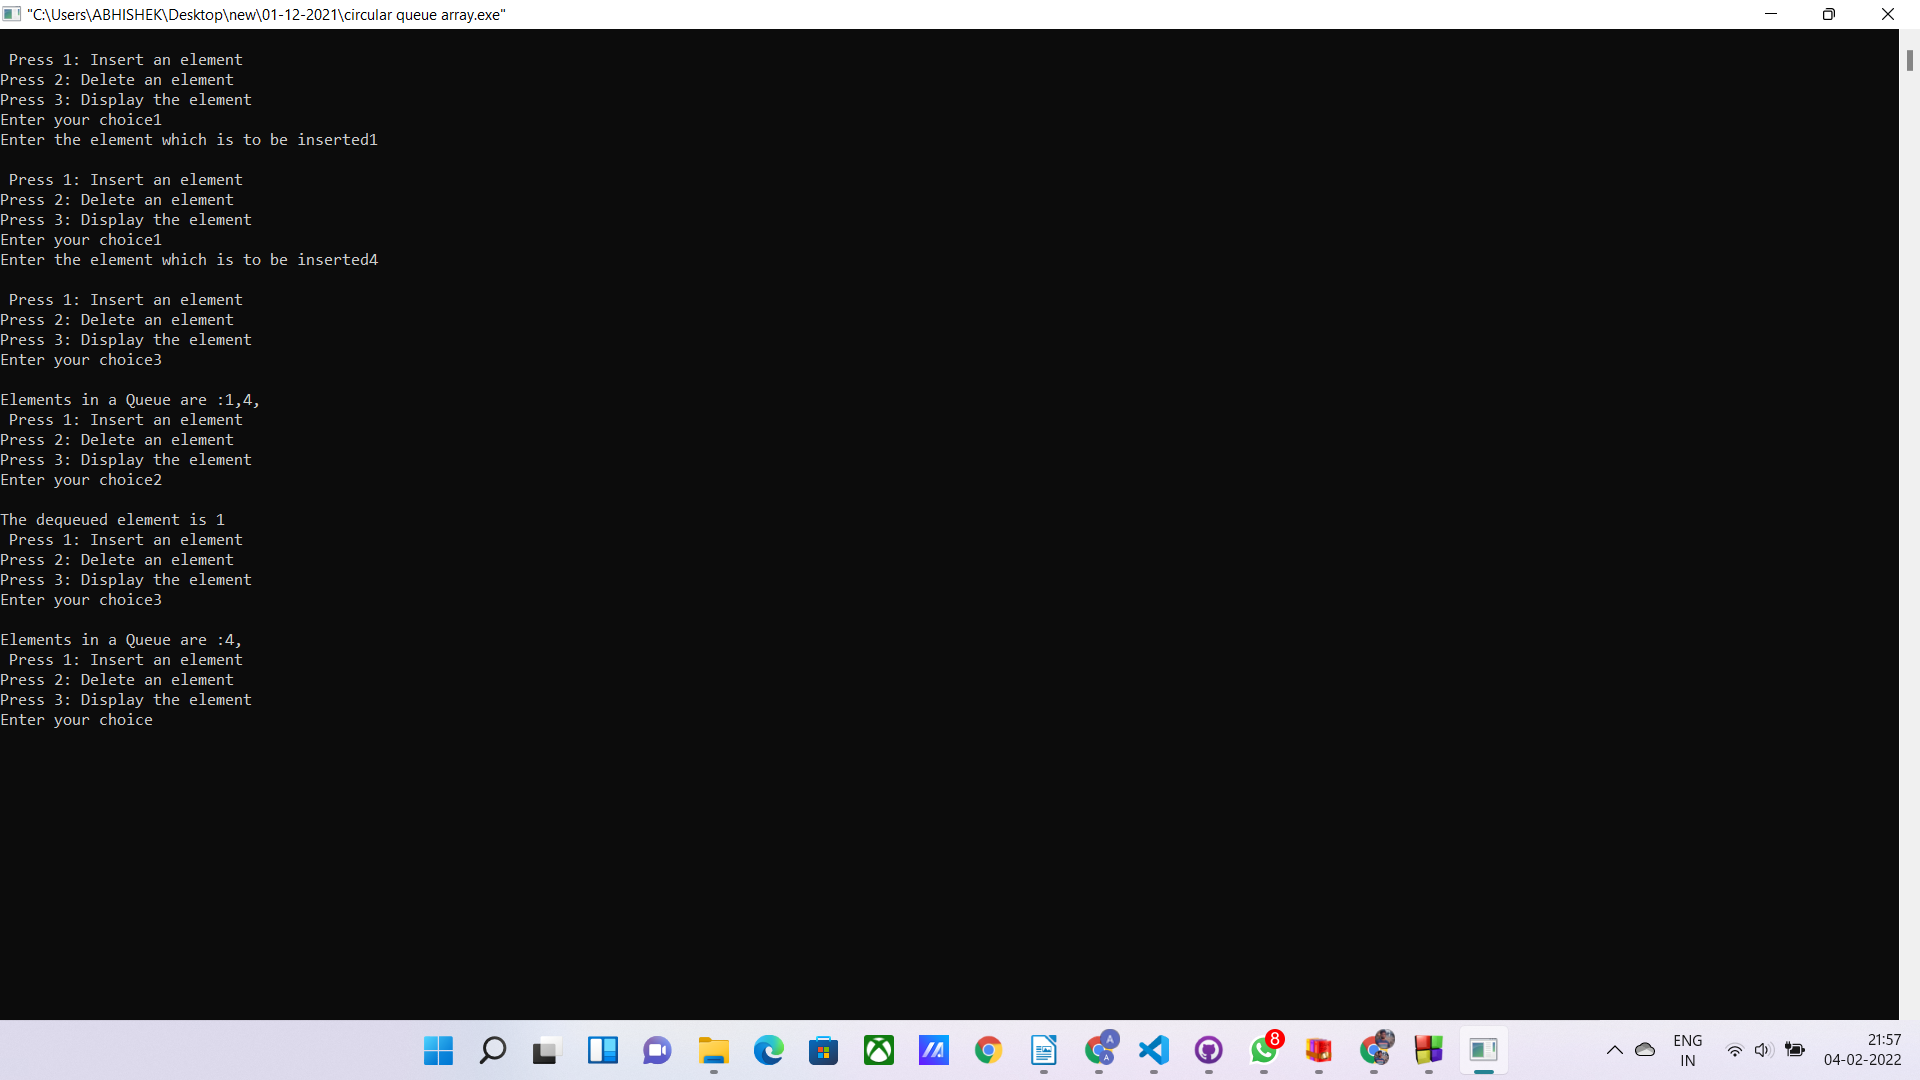 "C:\Users\ABHISHEK\Desktop\new\01-12-2021\circular queue array.exe"
Press 1: Insert an element
Press 2: Delete an element
Press 3: Display the element
Enter your choice1
Enter the element which is to be inserted1
Press 1: Insert an element
Press 2: Delete an element
Press 3: Display the element
Enter your choice1
Enter the element which is to be inserted4
Press 1: Insert an element
Press 2: Delete an element
Press 3: Display the element
Enter your choice3
Elements in a Queue are :1,4,
Press 1: Insert an element
Press 2: Delete an element
Press 3: Display the element
Enter your choice2
The dequeued element is 1
Press 1: Insert an element
Press 2: Delete an element
Press 3: Display the element
Enter your choice3
Elements in a Queue are :4,
Press 1: Insert an element
Press 2: Delete an element
Press 3: Display the element
Enter your choice
A
A
8
ENG
IN
21:57
04-02-2022